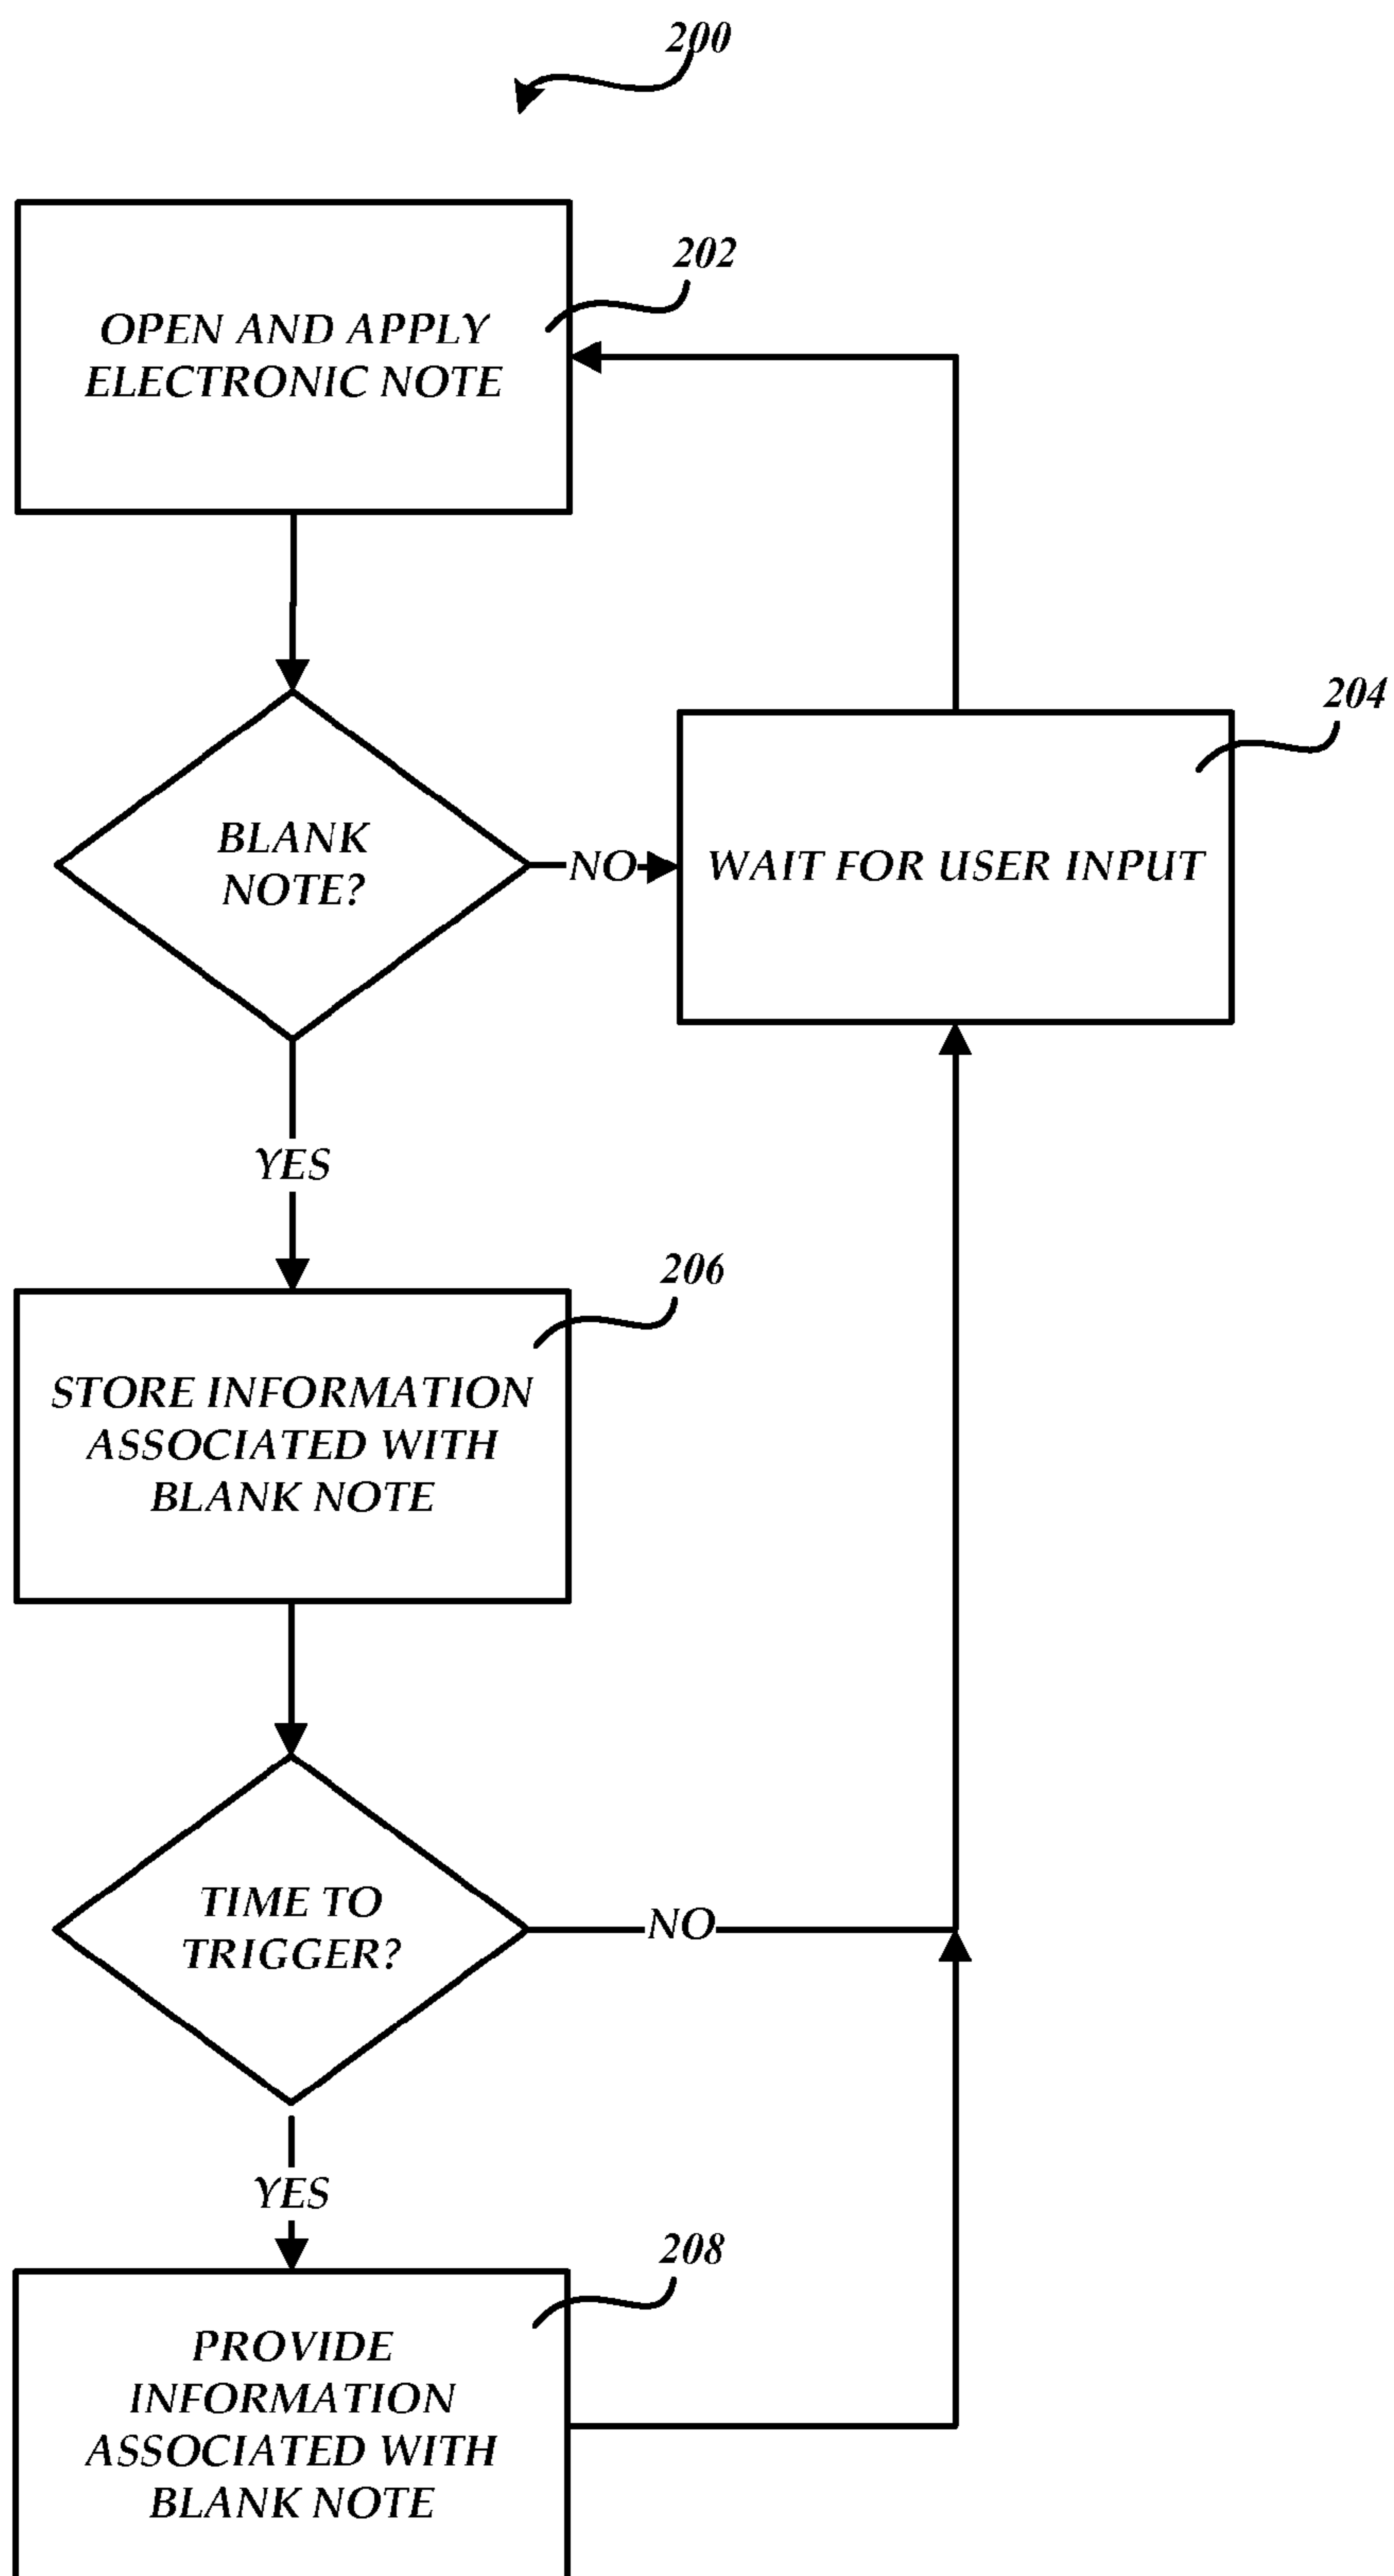 200
202
OPEN AND APPLY
ELECTRONIC NOTE
204
BLANK
NOTE?
NO
WAIT FOR USER INPUT
YES
206
STORE INFORMATION
ASSOCIATED WITH
BLANK NOTE
TIME TO
TRIGGER?
NO
YES
208
PROVIDE
INFORMATION
ASSOCIATED WITH
BLANK NOTE